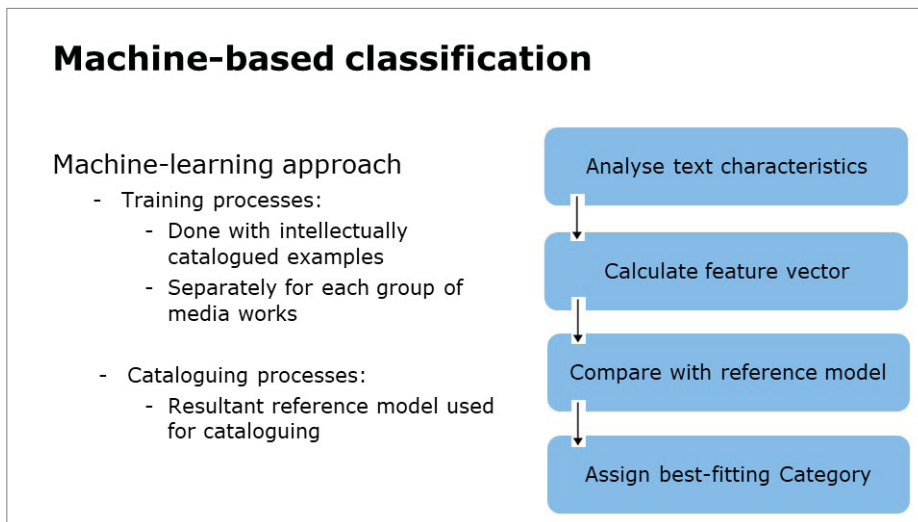 Machine-based classification
Machine-learning approach
- Training processes:
- Done with intellectually
catalogued examples
- Separately for each group of
media works
- Cataloguing processes:
- Resultant reference model used
for cataloguing
Analyse text characteristics
Calculate feature vector
Compare with reference model
Assign best-fitting Category